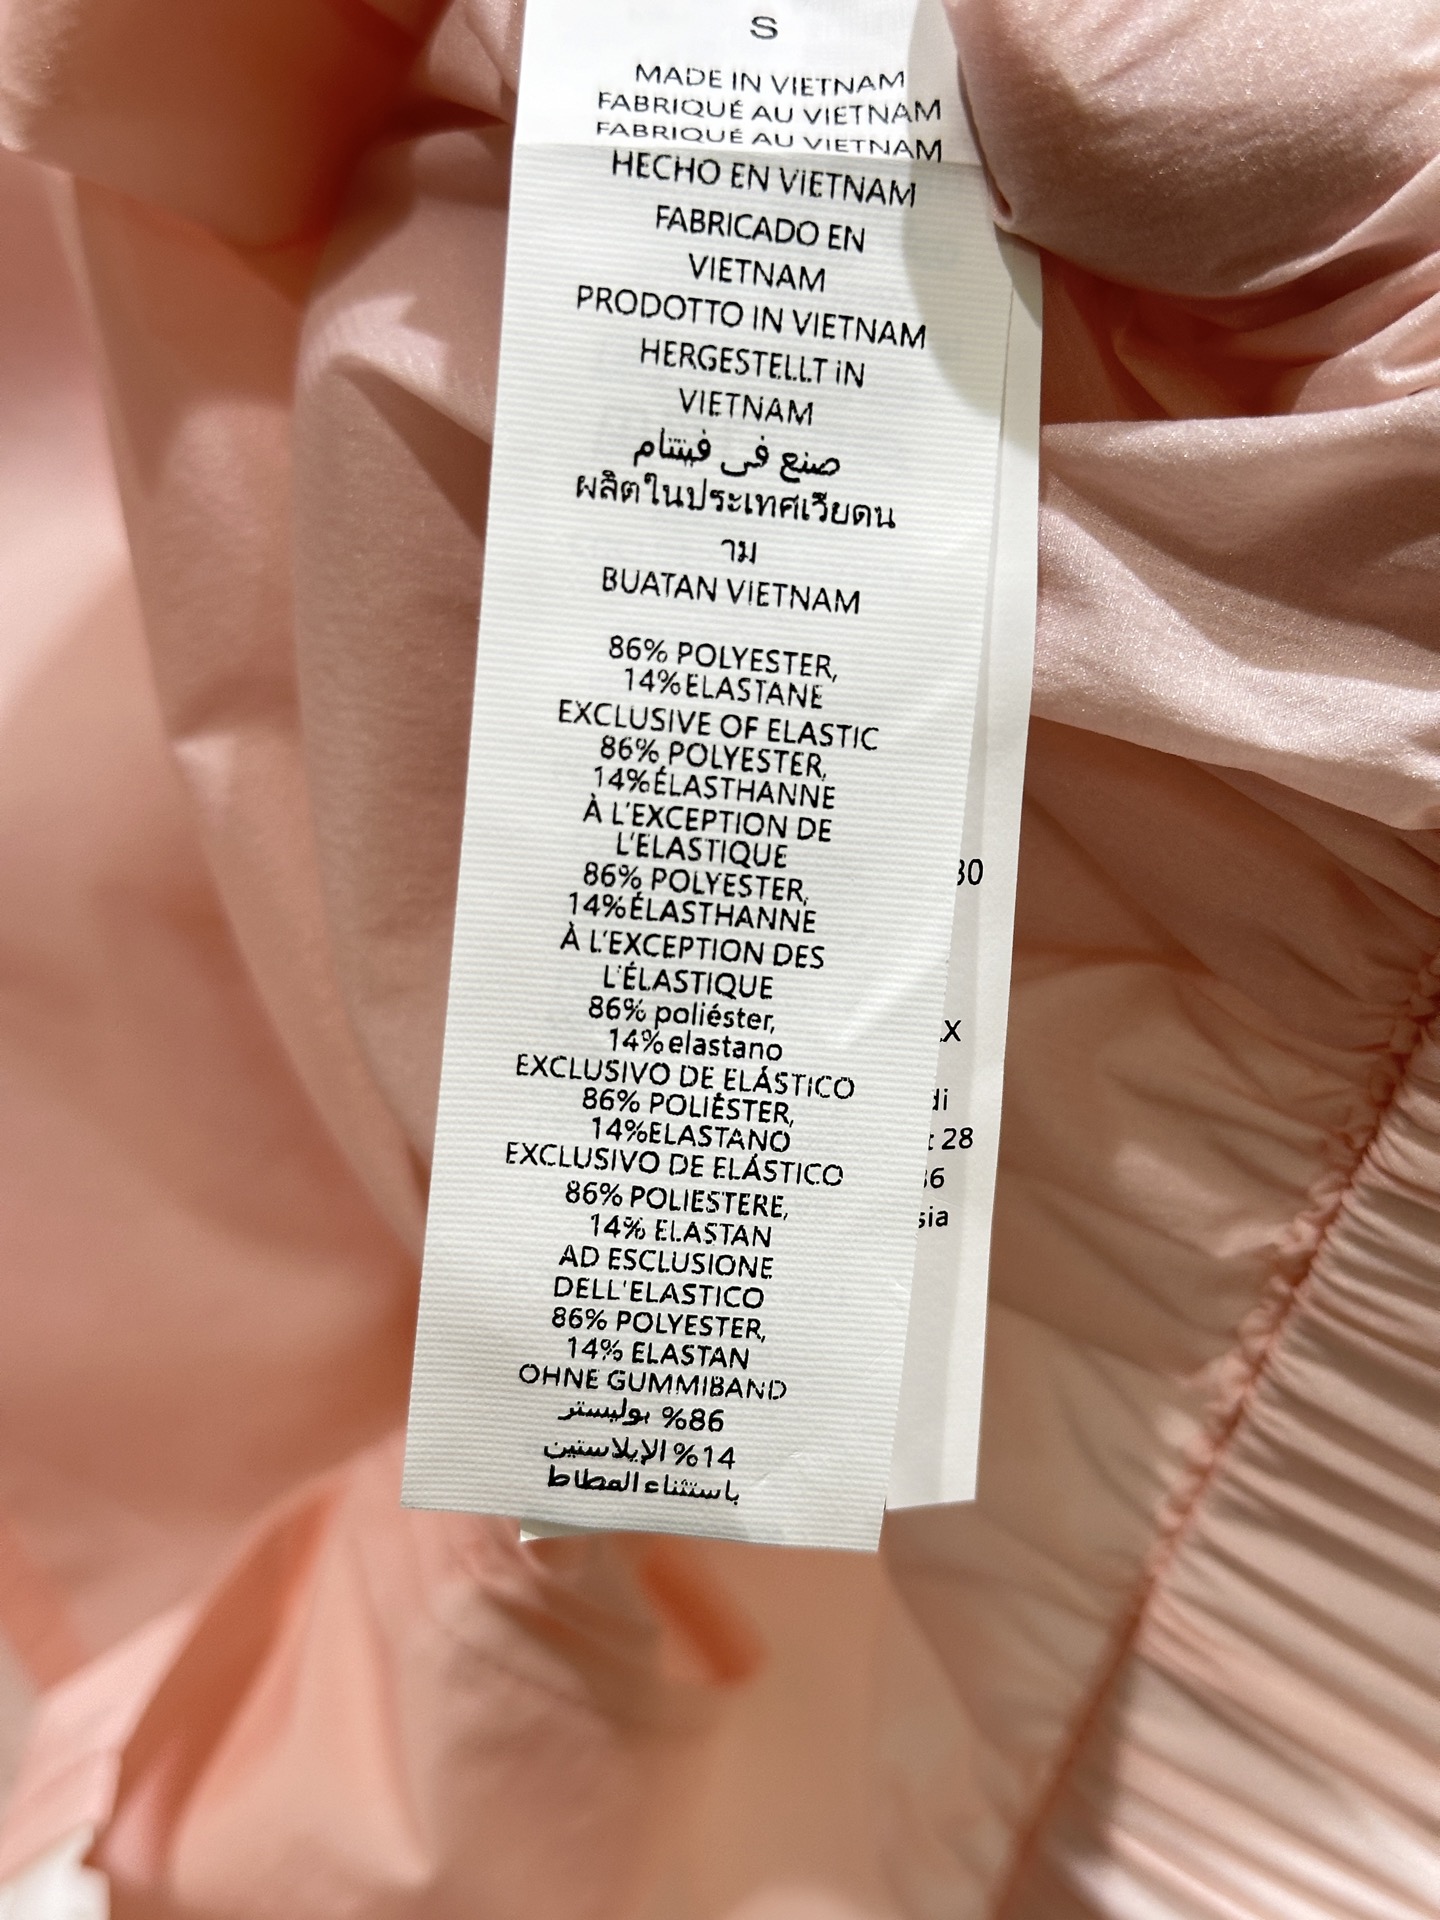 S
MADE IN VIETNAM
FABRIQUÉ AU VIETNAM
FABRIQUÉ AU VIETNAM
HECHO EN VIETNAM
FABRICADO EN
VIETNAM
PRODOTTO IN VIETNAM
HERGESTELLT iN
VIETNAM
صنع في فيتنام
ผลิตในประเทศเวียดน
าม
BUATAN VIETNAM
86% POLYESTER,
14%ELASTANE
EXCLUSIVE OF ELASTIC
86% POLYESTER,
14%ÉLASTHANNE
À L'EXCEPTION DE
L'ELASTIQUE
86% POLYESTER,
14%ÉLASTHANNE
À L'EXCEPTION DES
L'ÉLASTIQUE
86% poliéster,
14%elastano
EXCLUSIVO DE ELÁSTICO
86% POLIÉSTER,
14%ELASTANO
EXCLUSIVO DE ELÁSTICO
86% POLIESTERE,
14% ELASTAN
AD ESCLUSIONE
DELL'ELASTICO
86% POLYESTER,
14% ELASTAN
OHNE GUMMIBAND
86% بوليستر
14% الإيلاستين
باستثناء المطاط
28